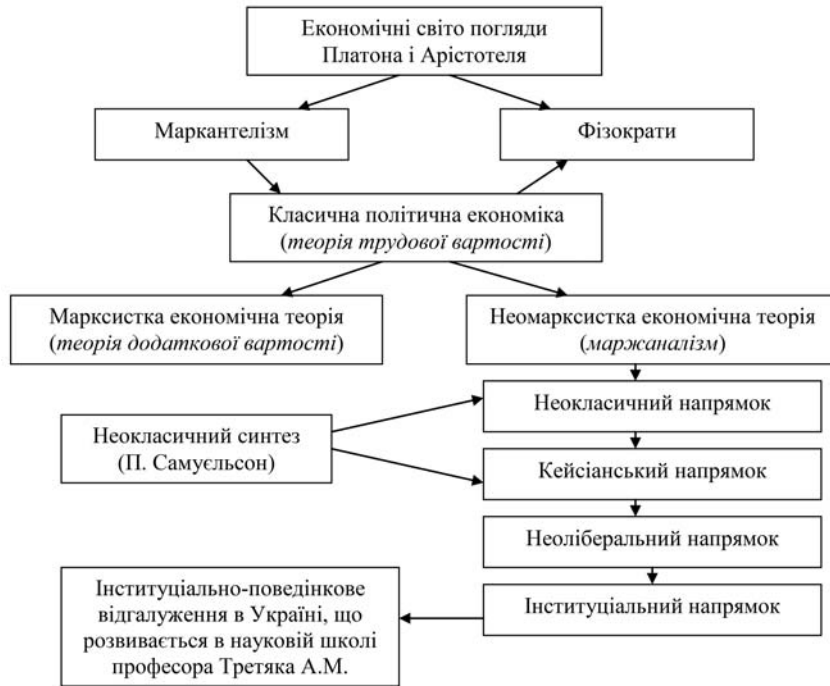 Економічні світо погляди
Платона і Арістотеля
Маркантелізм
Фізократи
Класична політична економіка
(теорія трудової вартості)
Марксистка економічна теорія
(теорія додаткової вартості)
Неомарксистка економічна теорія
(маржаналізм)
Неокласичний напрямок
Неокласичний синтез
(П. Самуєльсон)
Кейсіанський напрямок
Неоліберальний напрямок
Інституціально-поведінкове
відгалуження в Україні, що
розвивається в науковій школі
професора Третяка А.М.
Інституціальний напрямок